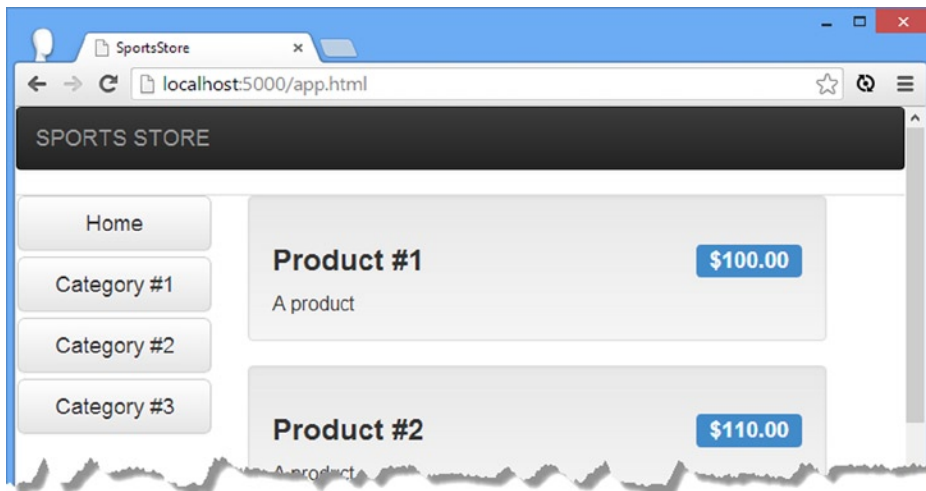 SportsStore
localhost:5000/app.html
SPORTS STORE
Home
Category #1
Category #2
Category #3
Product #1
$100.00
A product
Product #2
$110.00
A product